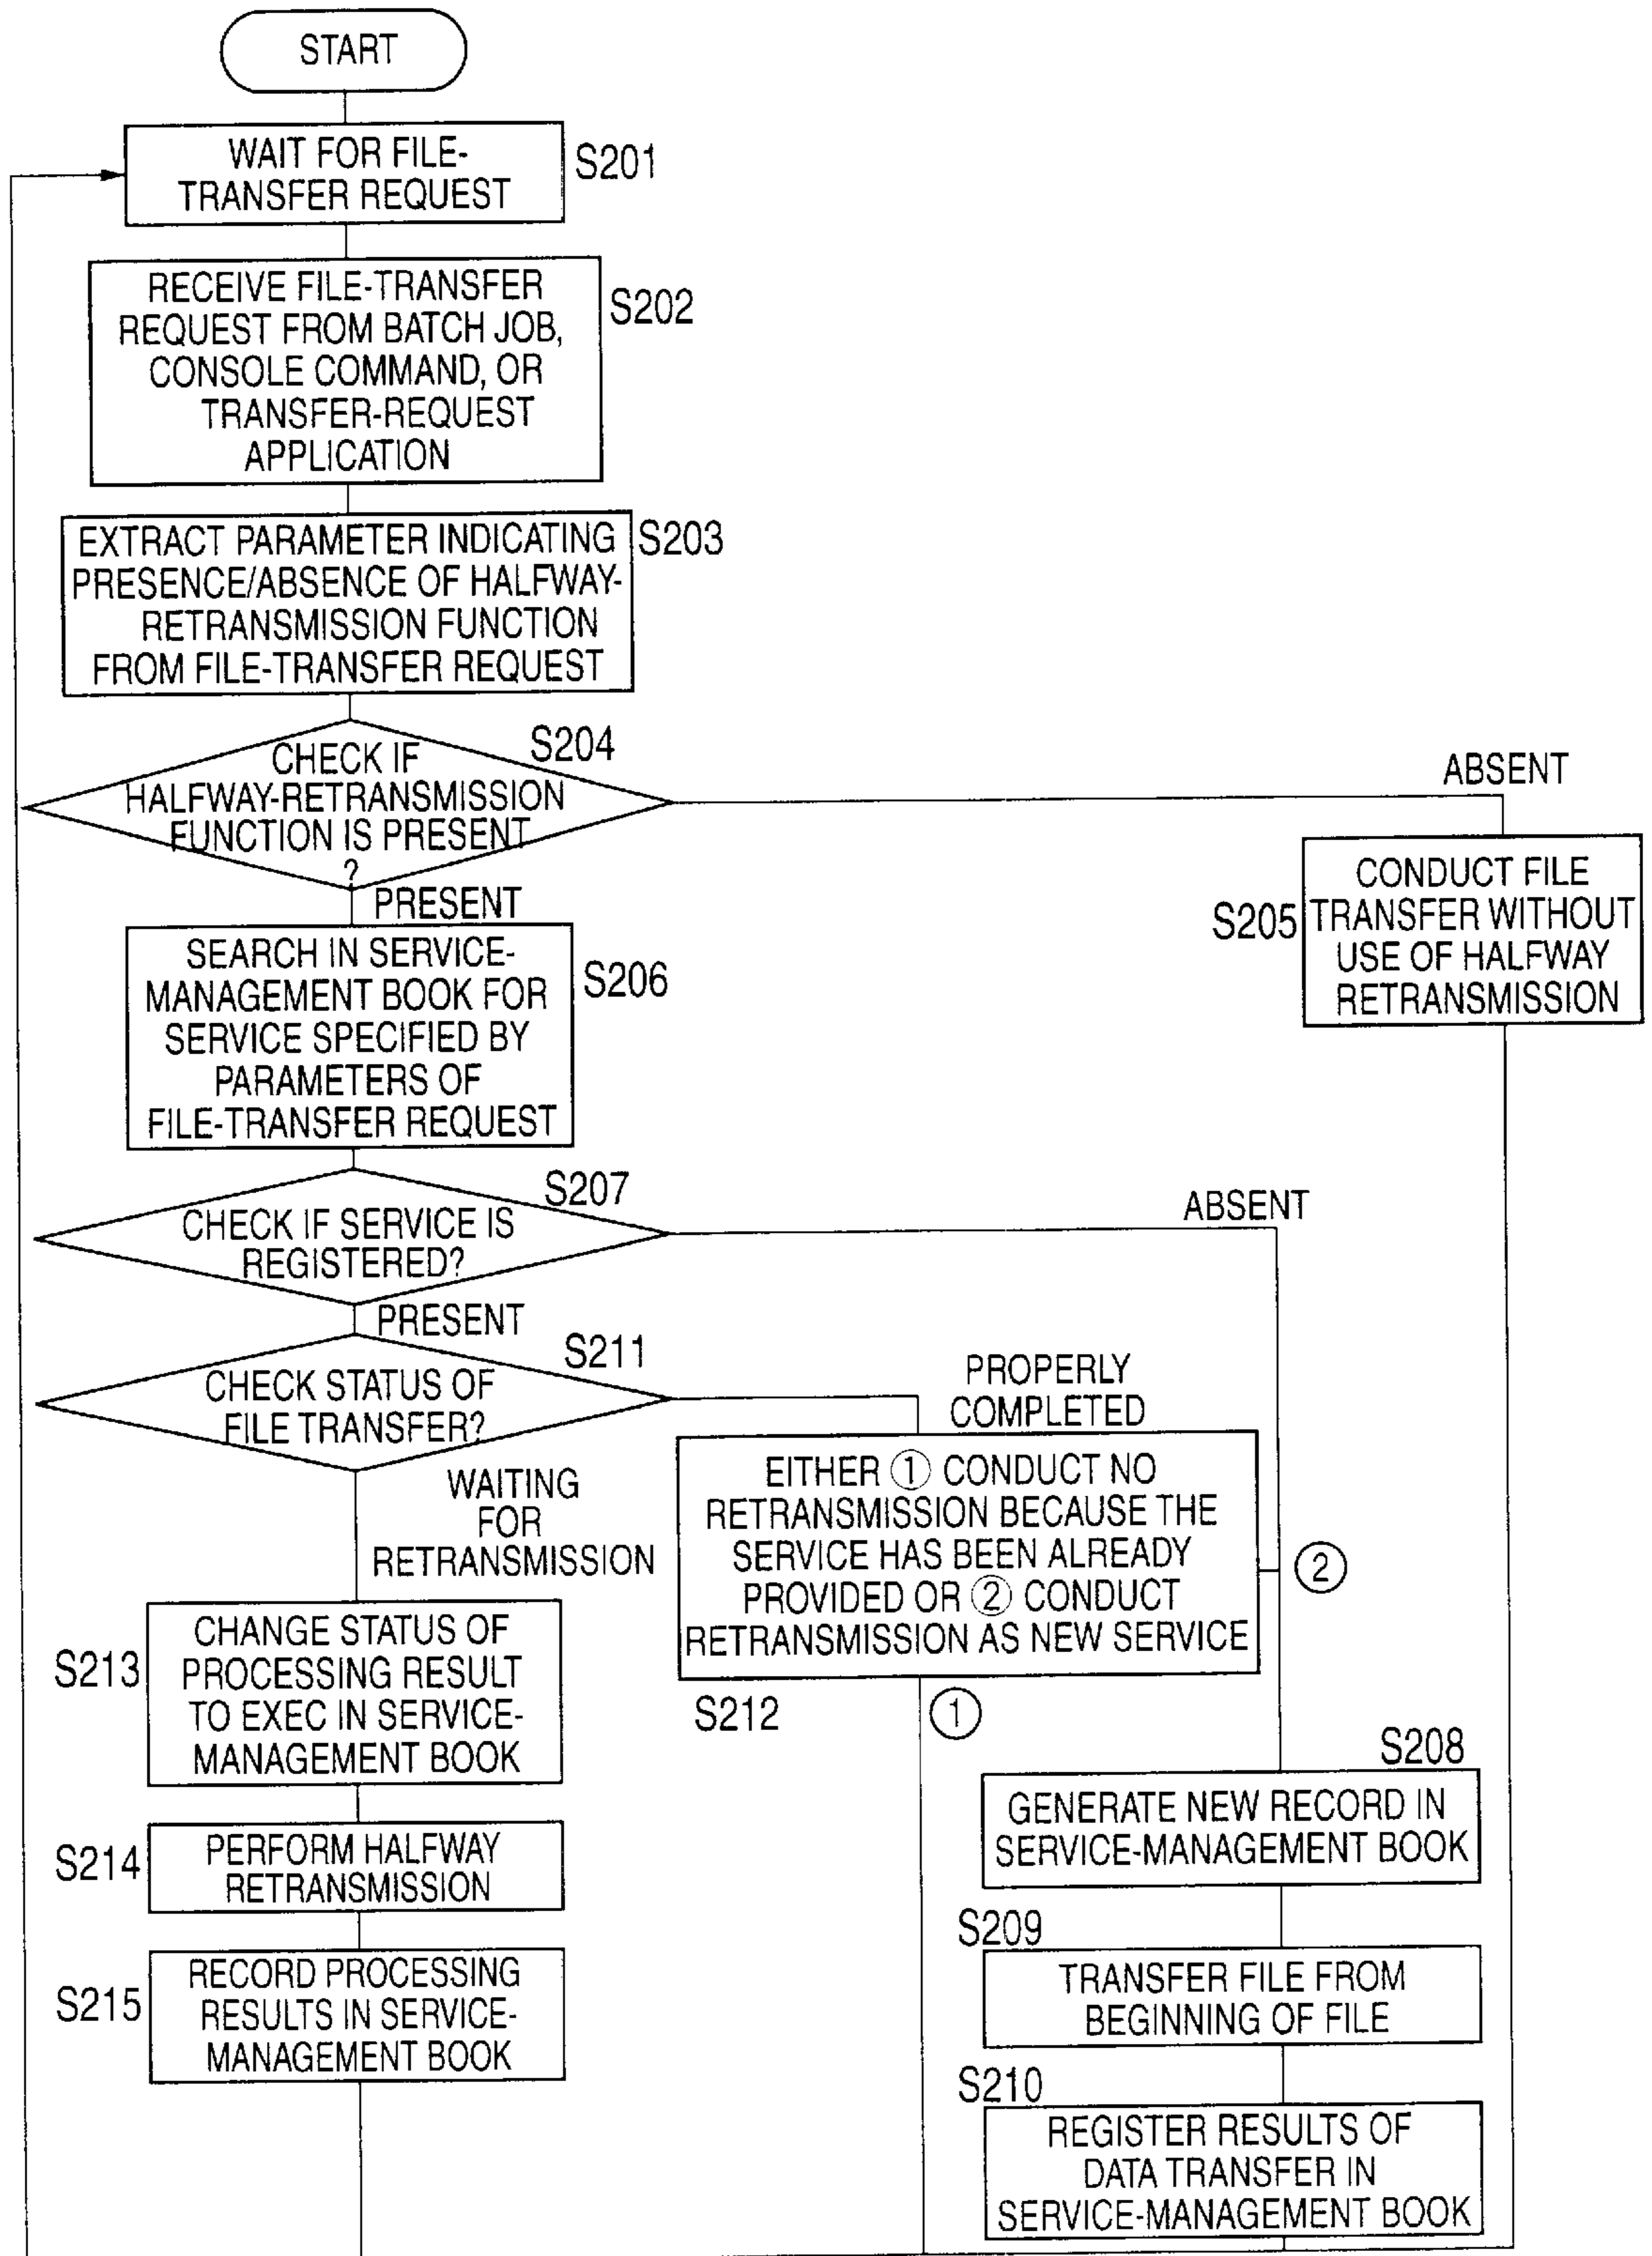 START
WAIT FOR FILE-
TRANSFER REQUEST
S201
RECEIVE FILE-TRANSFER
REQUEST FROM BATCH JOB,
CONSOLE COMMAND, OR
TRANSFER-REQUEST
APPLICATION
S202
EXTRACT PARAMETER INDICATING
PRESENCE/ABSENCE OF HALFWAY-
RETRANSMISSION FUNCTION
FROM FILE-TRANSFER REQUEST
S203
CHECK IF
HALFWAY-RETRANSMISSION
FUNCTION IS PRESENT
?
S204
ABSENT
PRESENT
S205
CONDUCT FILE
TRANSFER WITHOUT
USE OF HALFWAY
RETRANSMISSION
SEARCH IN SERVICE-
MANAGEMENT BOOK FOR
SERVICE SPECIFIED BY
PARAMETERS OF
FILE-TRANSFER REQUEST
S206
CHECK IF SERVICE IS
REGISTERED?
S207
ABSENT
PRESENT
CHECK STATUS OF
FILE TRANSFER?
S211
PROPERLY
COMPLETED
WAITING
FOR
RETRANSMISSION
EITHER ① CONDUCT NO
RETRANSMISSION BECAUSE THE
SERVICE HAS BEEN ALREADY
PROVIDED OR ② CONDUCT
RETRANSMISSION AS NEW SERVICE
②
S212
①
S213
CHANGE STATUS OF
PROCESSING RESULT
TO EXEC IN SERVICE-
MANAGEMENT BOOK
S208
GENERATE NEW RECORD IN
SERVICE-MANAGEMENT BOOK
S214
PERFORM HALFWAY
RETRANSMISSION
S209
TRANSFER FILE FROM
BEGINNING OF FILE
S215
RECORD PROCESSING
RESULTS IN SERVICE-
MANAGEMENT BOOK
S210
REGISTER RESULTS OF
DATA TRANSFER IN
SERVICE-MANAGEMENT BOOK